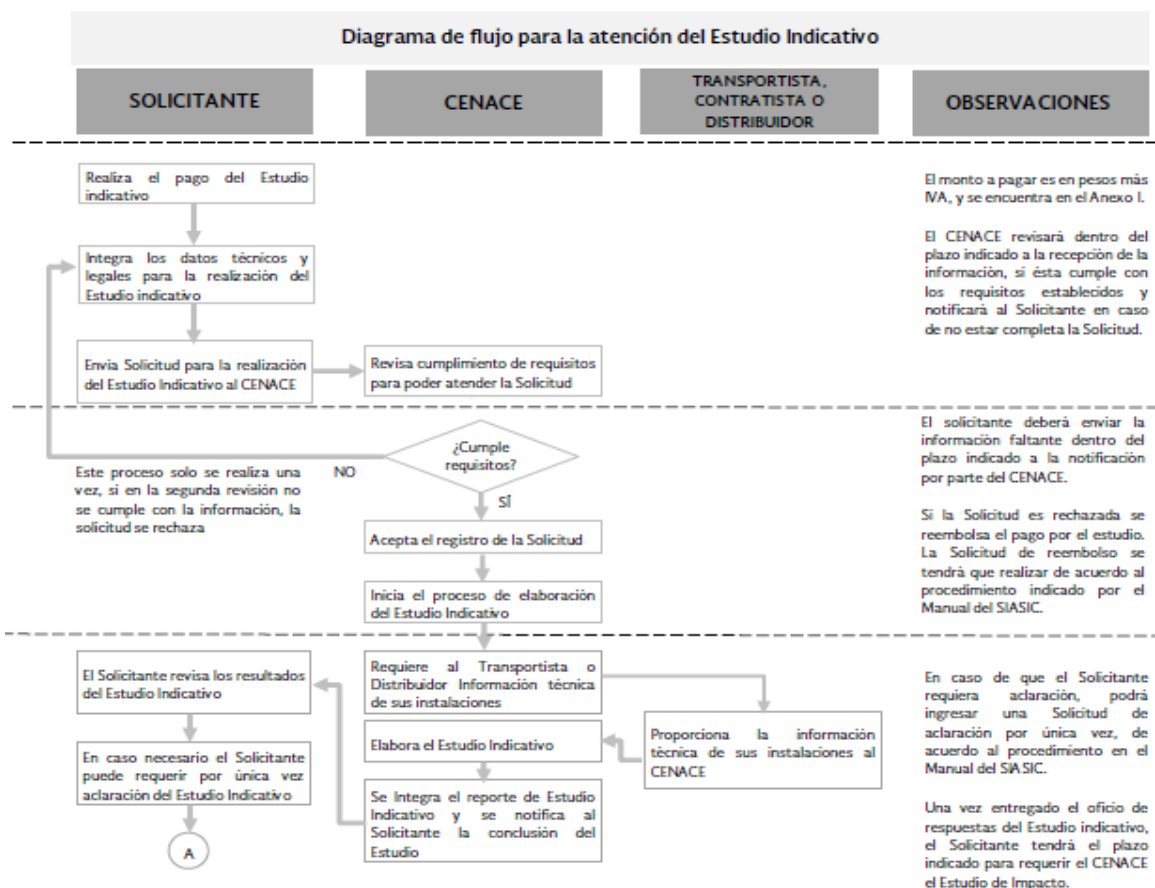 Diagrama de flujo para la atención del Estudio Indicativo
SOLICITANTE
CENACE
TRANSPORTISTA,
CONTRATISTA O
DISTRIBUIDOR
OBSERVACIONES
Realiza el pago del Estudio
indicativo
El monto a pagar es en pesos más
IVA, y se encuentra en el Anexo I.
Integra los datos técnicos y
legales para la realización del
Estudio indicativo
El CENACE revisará dentro del
plazo indicado a la recepción de la
información, si ésta cumple con
los requisitos establecidos y
notificará al Solicitante en caso
de no estar completa la Solicitud.
Envia Solicitud para la realización
del Estudio Indicativo al CENACE
Revisa cumplimiento de requisitos
para poder atender la Solicitud
¿Cumple
requisitos?
NO
SÍ
Este proceso solo se realiza una
vez, si en la segunda revisión no
se cumple con la información, la
solicitud se rechaza
Acepta el registro de la Solicitud
Inicia el proceso de elaboración
del Estudio Indicativo
El solicitante deberá enviar la
información faltante dentro del
plazo indicado a la notificación
por parte del CENACE.
Si la Solicitud es rechazada se
reembolsa el pago por el estudio.
La Solicitud de reembolso se
tendrá que realizar de acuerdo al
procedimiento indicado por el
Manual del SIASIC.
El Solicitante revisa los resultados
del Estudio Indicativo
En caso necesario el Solicitante
puede requerir por única vez
aclaración del Estudio Indicativo
A
Requiere al Transportista o
Distribuidor Información técnica
de sus instalaciones
Elabora el Estudio Indicativo
Se Integra el reporte de Estudio
Indicativo y se notifica al
Solicitante la conclusión del
Estudio
Proporciona la información
técnica de sus instalaciones al
CENACE
En caso de que el Solicitante
requiera aclaración, podrá
ingresar una Solicitud de
aclaración por única vez, de
acuerdo al procedimiento en el
Manual del SIASIC.
Una vez entregado el oficio de
respuestas del Estudio indicativo,
el Solicitante tendrá el plazo
indicado para requerir el CENACE
el Estudio de Impacto.